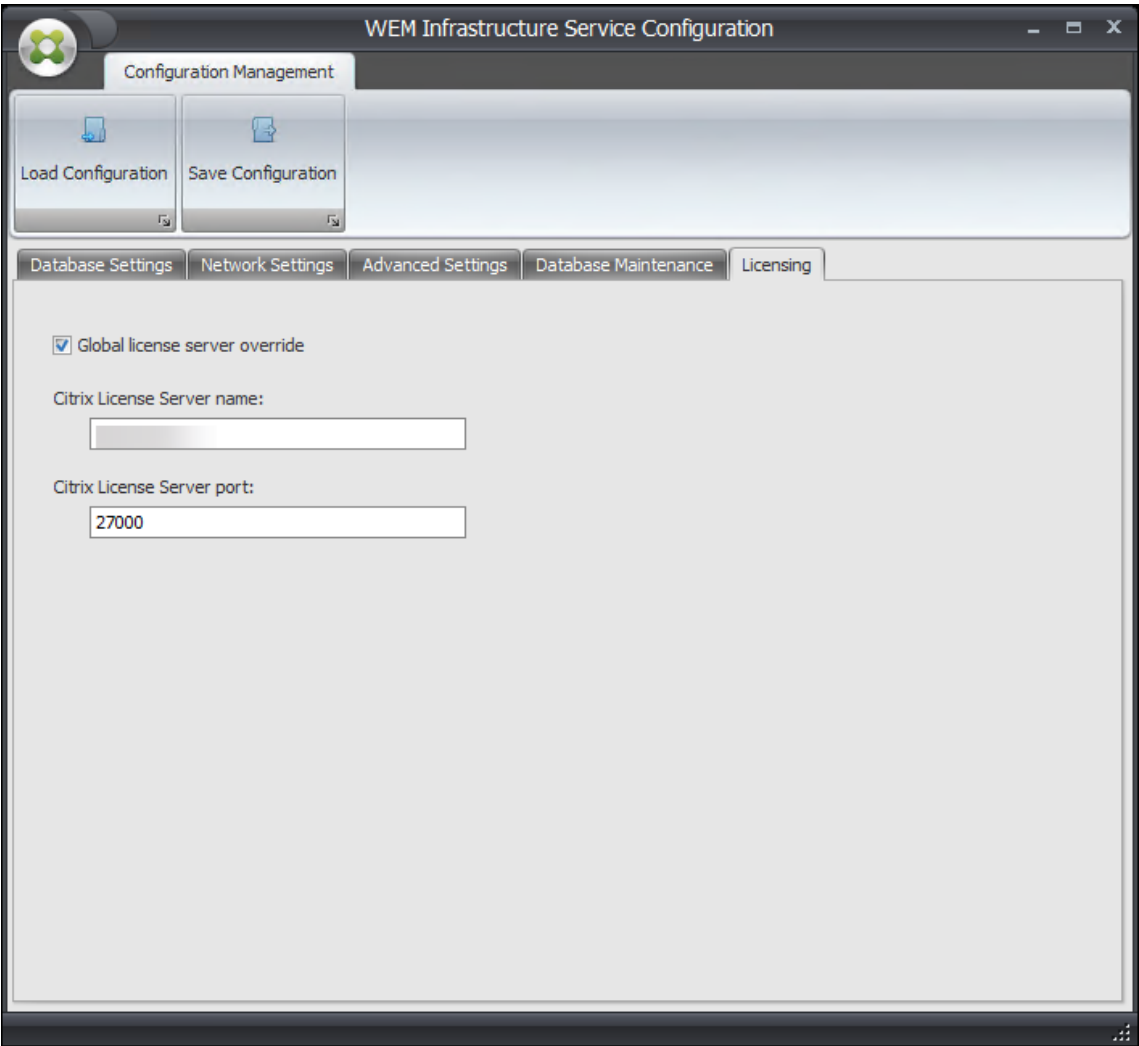 WEM Infrastructure Service Configuration
Configuration Management
Load Configuration Save Configuration
Database Settings Network Settings Advanced Settings Database Maintenance Licensing
Global license server override
Citrix License Server name:
Citrix License Server port:
27000